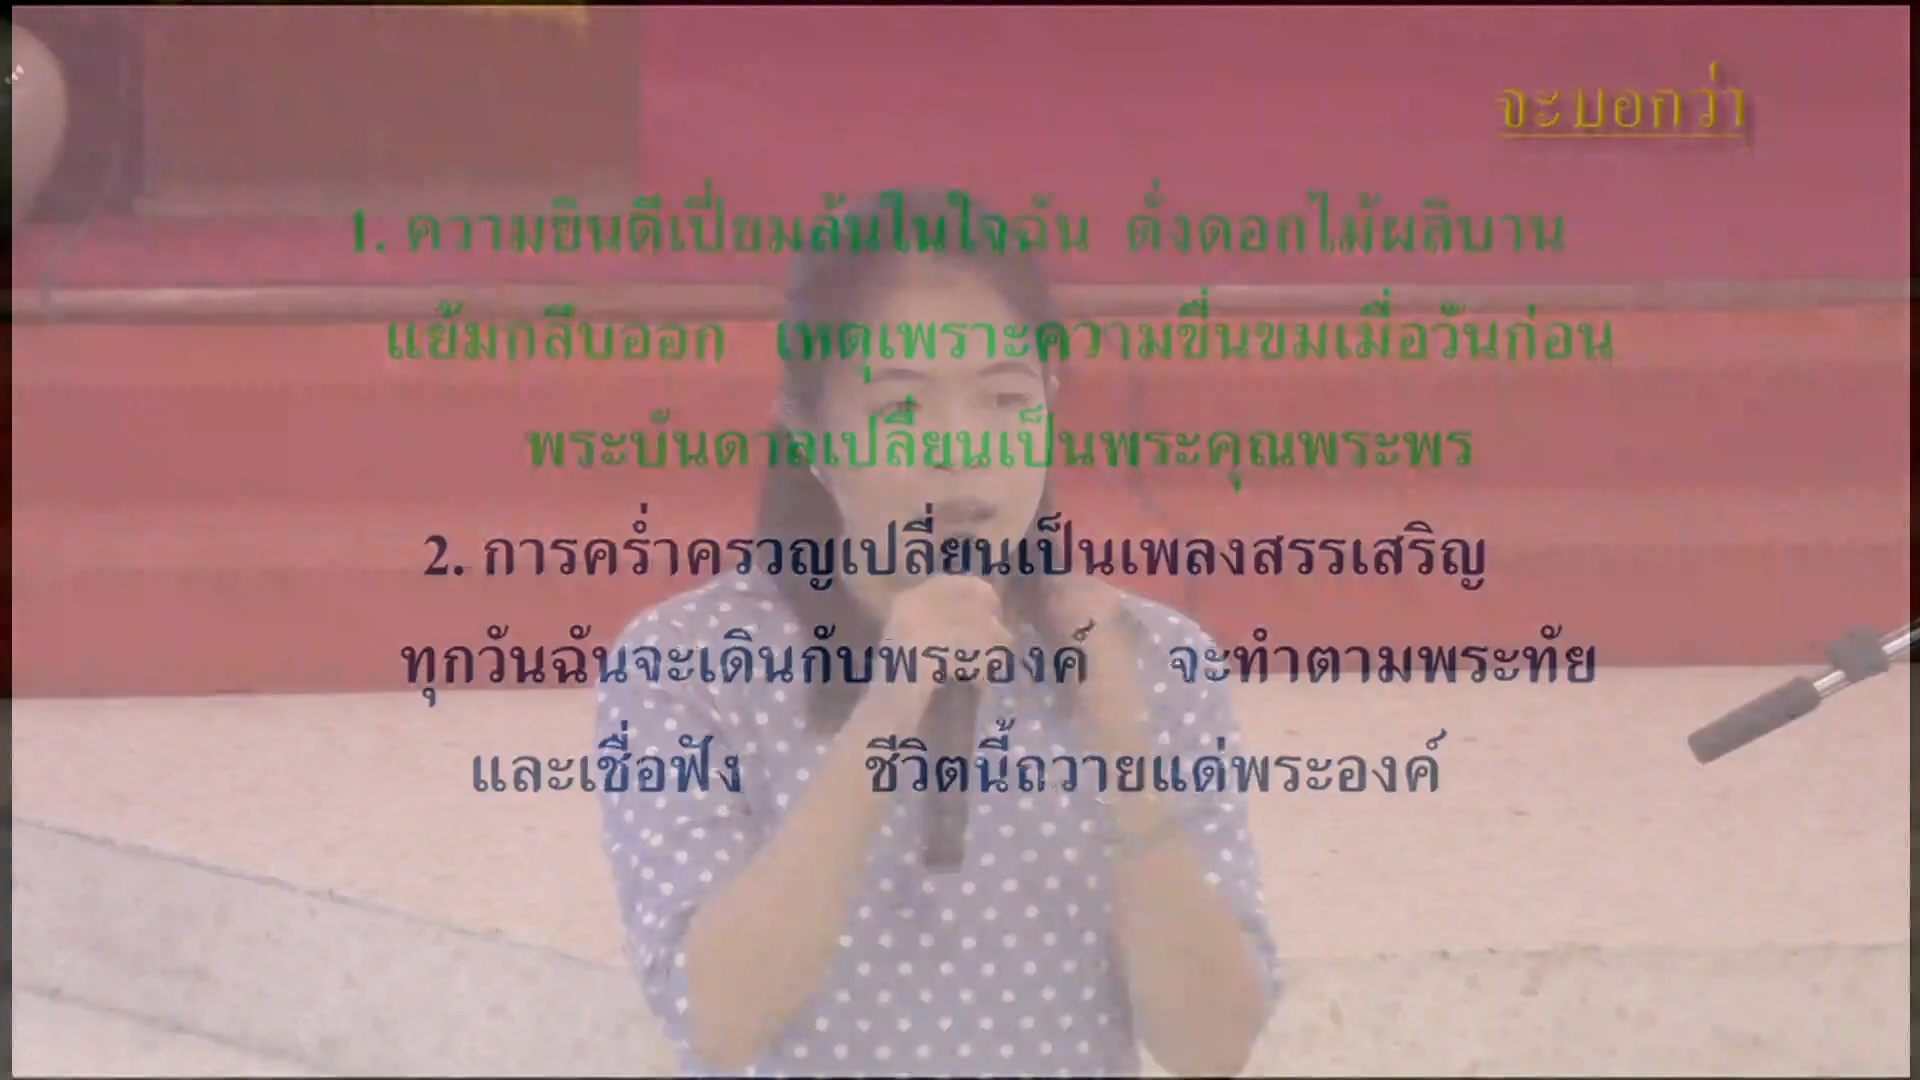 จะบอกว่า
1. ความยินดีเปี่ยมล้นในใจฉัน ดั่งดอกไม้ผลิบาน
แย้มกลีบออก เหตุเพราะความขื่นขมเมื่อวันก่อน
พระบันดาลเปลี่ยนเป็นพระคุณพระพร
2. การคร่ำครวญเปลี่ยนเป็นเพลงสรรเสริญ
ทุกวันฉันจะเดินกับพระองค์ จะทำตามพระทัย
และเชื่อฟัง ชีวิตนี้ถวายแด่พระองค์